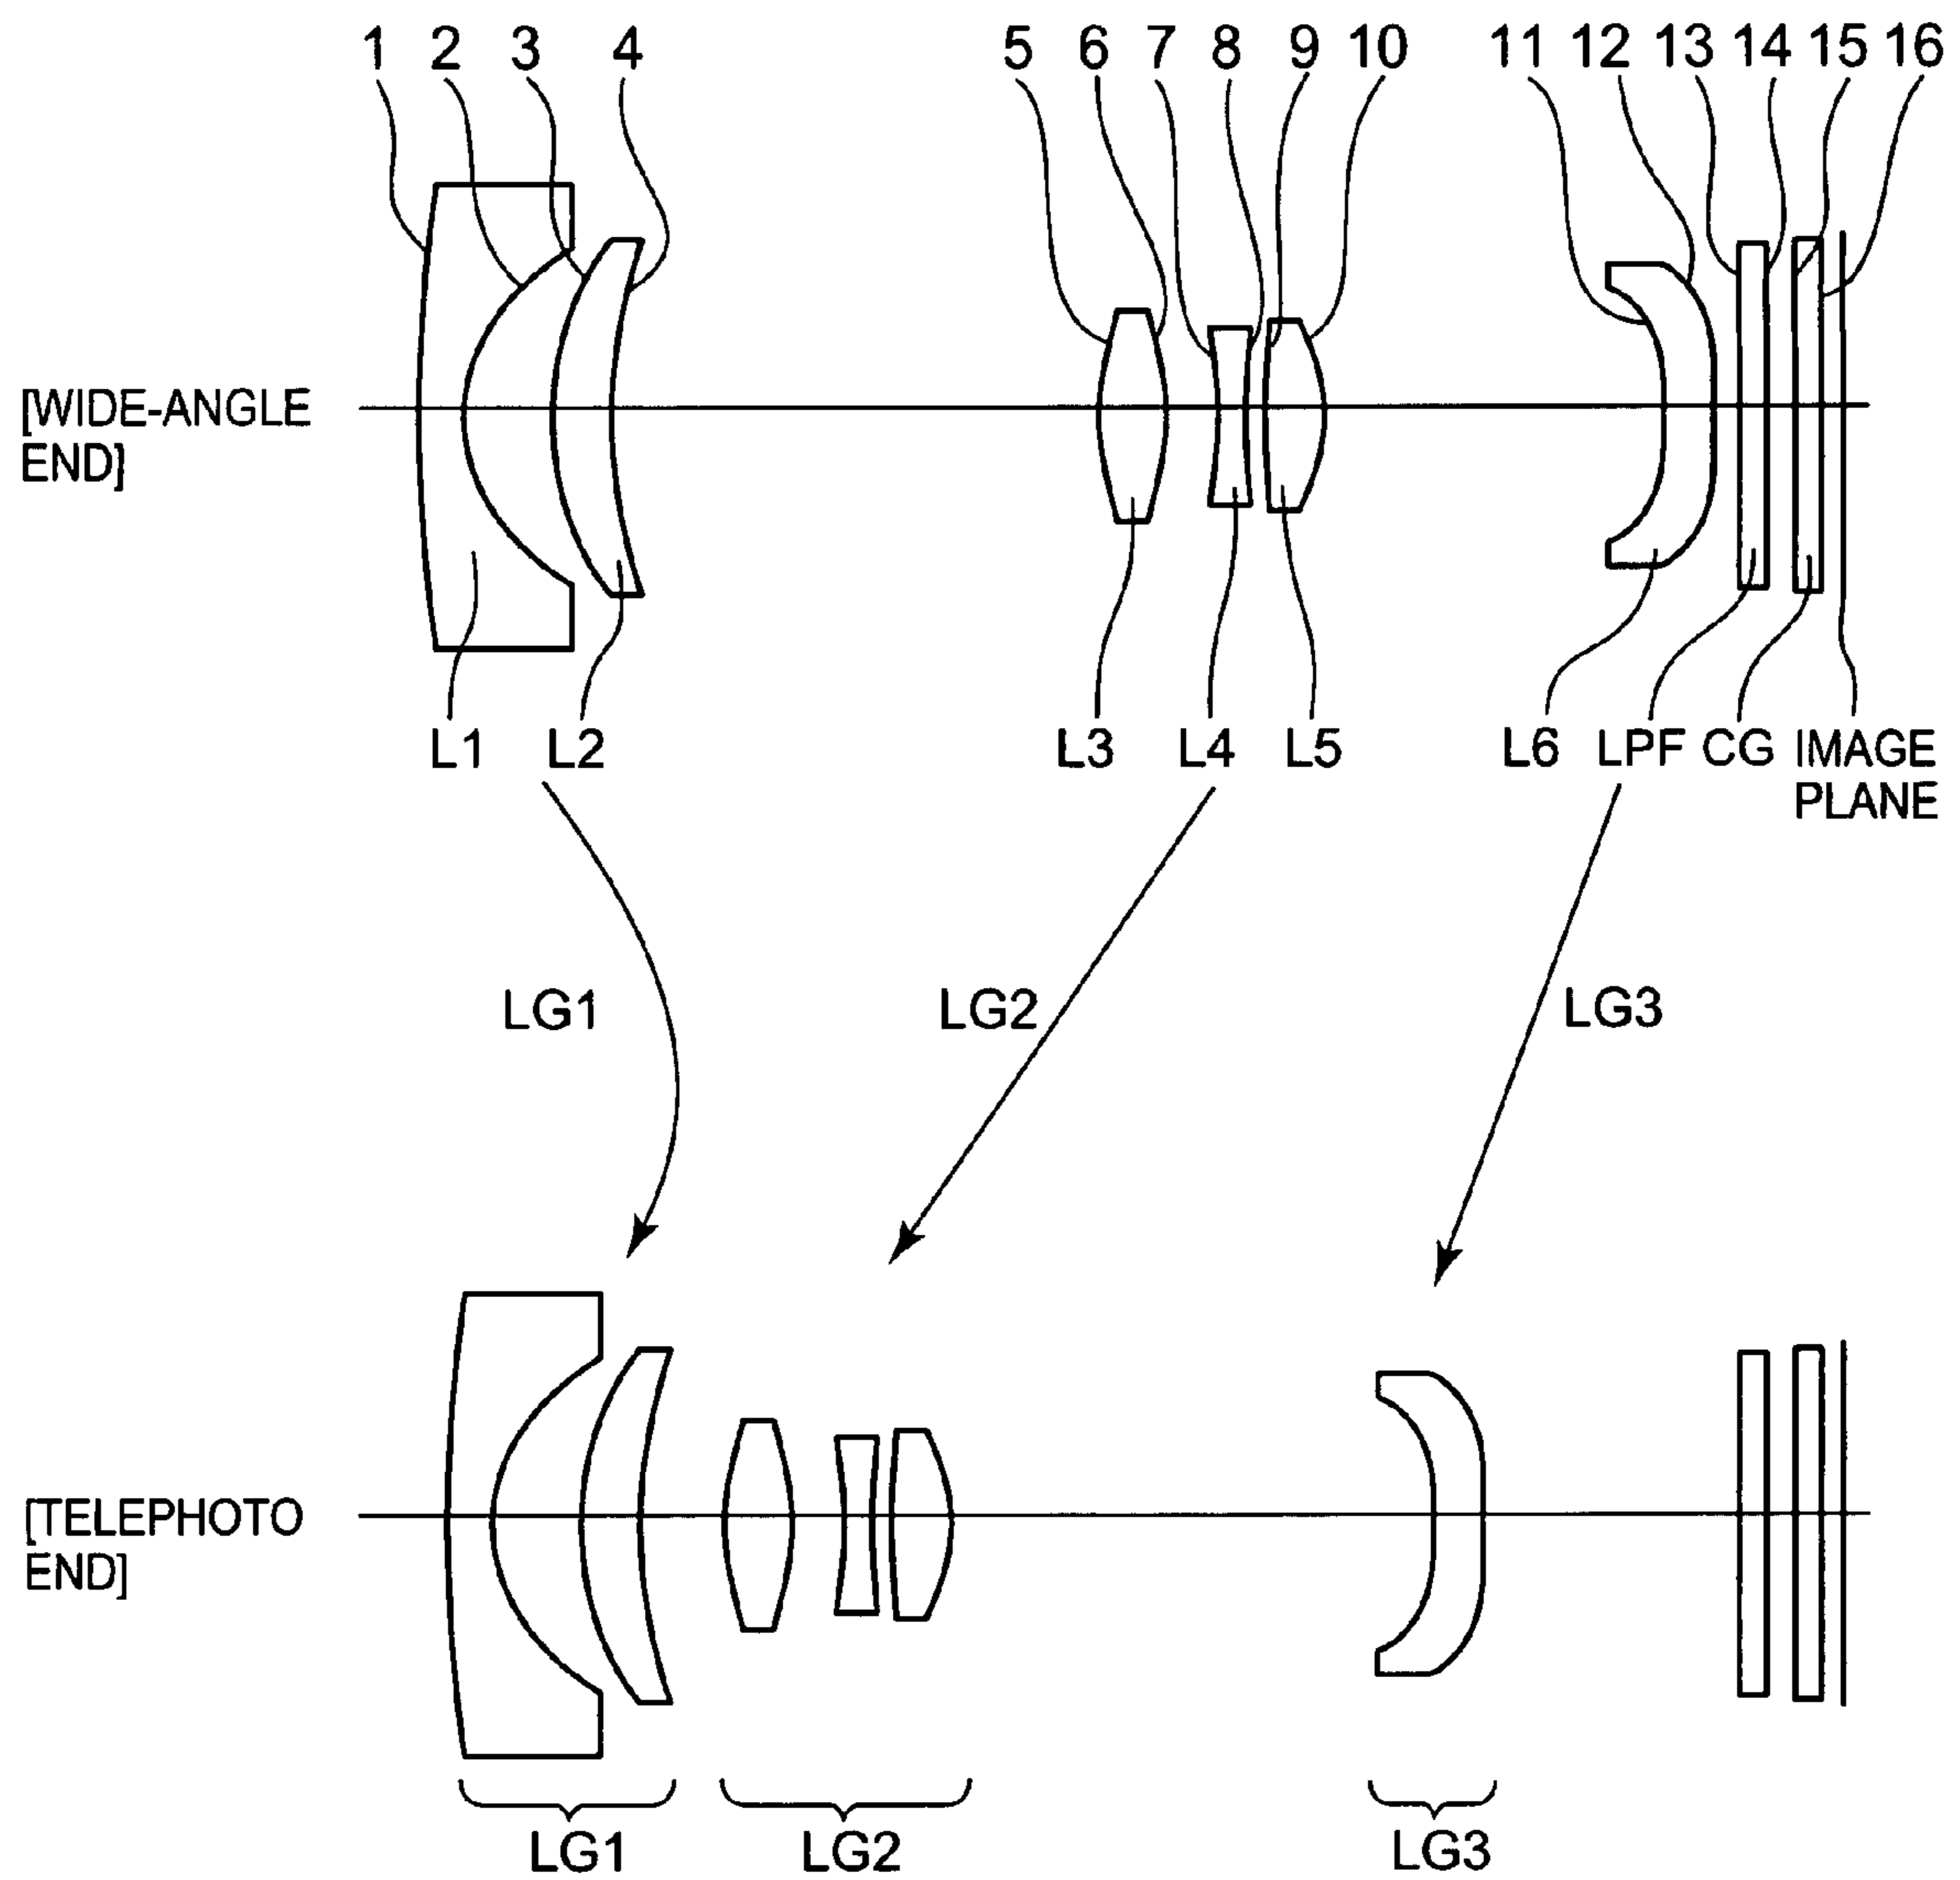 1 2 3 4 5 6 7 8 9 10 11 12 13 14 15 16
[WIDE-ANGLE
END]
L1 L2 L3 L4 L5 L6 LPF CG IMAGE
PLANE
LG1 LG2 LG3
[TELEPHOTO
END]
LG1 LG2 LG3